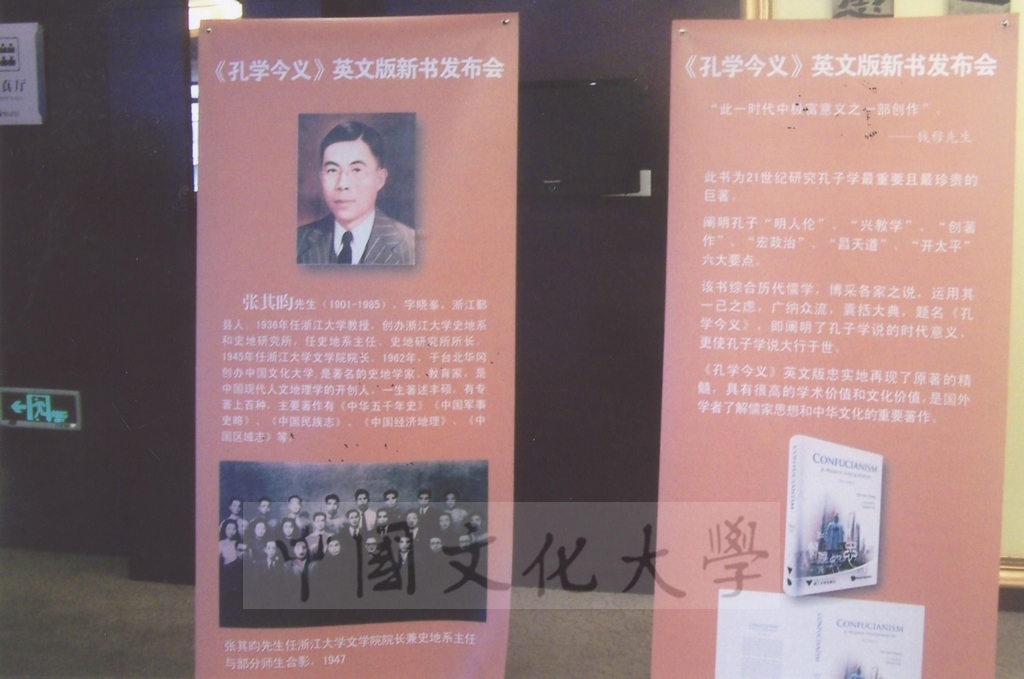 真厅
《孔学今义》英文版新书发布会
张其昀先生（1901-1985），字晓峯，浙江鄞
县人。1936年任浙江大学教授，创办浙江大学史地系
和史地研究所，任史地系主任、史地研究所所长。
1945年任浙江大学文学院院长。1962年，于台北华冈
创办中国文化大学。是著名的史地学家、教育家，是
中国现代人文地理学的开创人。一生著述丰硕，有专
著上百种，主要著作有《中华五千年史》《中国军事
史略》、《中国民族志》、《中国经济地理》、《中
国区域志》等。
张其昀先生任浙江大学文学院院长兼史地系主任
与部分师生合影，1947
《孔学今义》英文版新书发布会
“此一时代中极富意义之一部创作”。
——钱穆先生
此书为21世纪研究孔子学最重要且最珍贵的
巨著。
阐明孔子“明人伦”、“兴教学”、“创著
作”、“宏政治”、“昌天道”、“开太平”
六大要点。
该书综合历代儒学，博采各家之说，运用其
一己之虑，广纳众流，囊括大典，题名《孔
学今义》，即阐明了孔子学说的时代意义，
更使孔子学说大行于世。
《孔学今义》英文版忠实地再现了原著的精
髓，具有很高的学术价值和文化价值，是国外
学者了解儒家思想和中华文化的重要著作。
CONFUCIANISM
CONFUCIANISM
CONFUCIANISM
CONFUCIANISM
中國文化大學